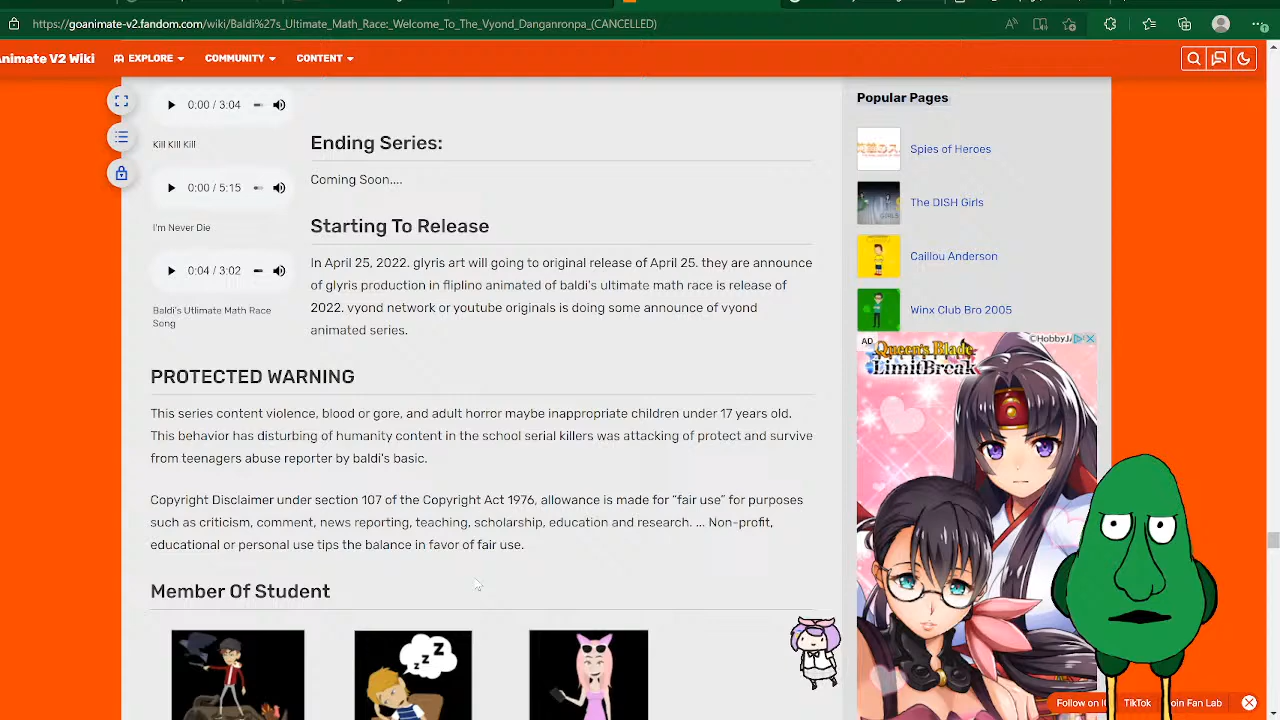 https://goanimate-v2.fandom.com/wiki/Baldi%27s_Ultimate_Math_Race:_Welcome_To_The_Vyond_Danganronpa_(CANCELLED)
Animate V2 Wiki
EXPLORE
COMMUNITY
CONTENT
0:00 / 3:04
Kill Kill Kill
0:00 / 5:15
I'm Never Die
0:04 / 3:02
Baldi's Utlimate Math Race
Song
Ending Series:
Coming Soon....
Starting To Release
In April 25, 2022. glyris art will going to original release of April 25. they are announce
of glyris production in fliplino animated of baldi's ultimate math race is release of
2022. vyond network or youtube originals is doing some announce of vyond
animated series.
PROTECTED WARNING
This series content violence, blood or gore, and adult horror maybe inappropriate children under 17 years old.
This behavior has disturbing of humanity content in the school serial killers was attacking of protect and survive
from teenagers abuse reporter by baldi's basic.
Copyright Disclaimer under section 107 of the Copyright Act 1976, allowance is made for “fair use” for purposes
such as criticism, comment, news reporting, teaching, scholarship, education and research. ... Non-profit,
educational or personal use tips the balance in favor of fair use.
Member Of Student
z z z
Popular Pages
Spies of Heroes
The DISH Girls
Caillou Anderson
Winx Club Bro 2005
AD
©HobbyJA
Queen's Blade
LimitBreak
Follow on I
TikTok
oin Fan Lab